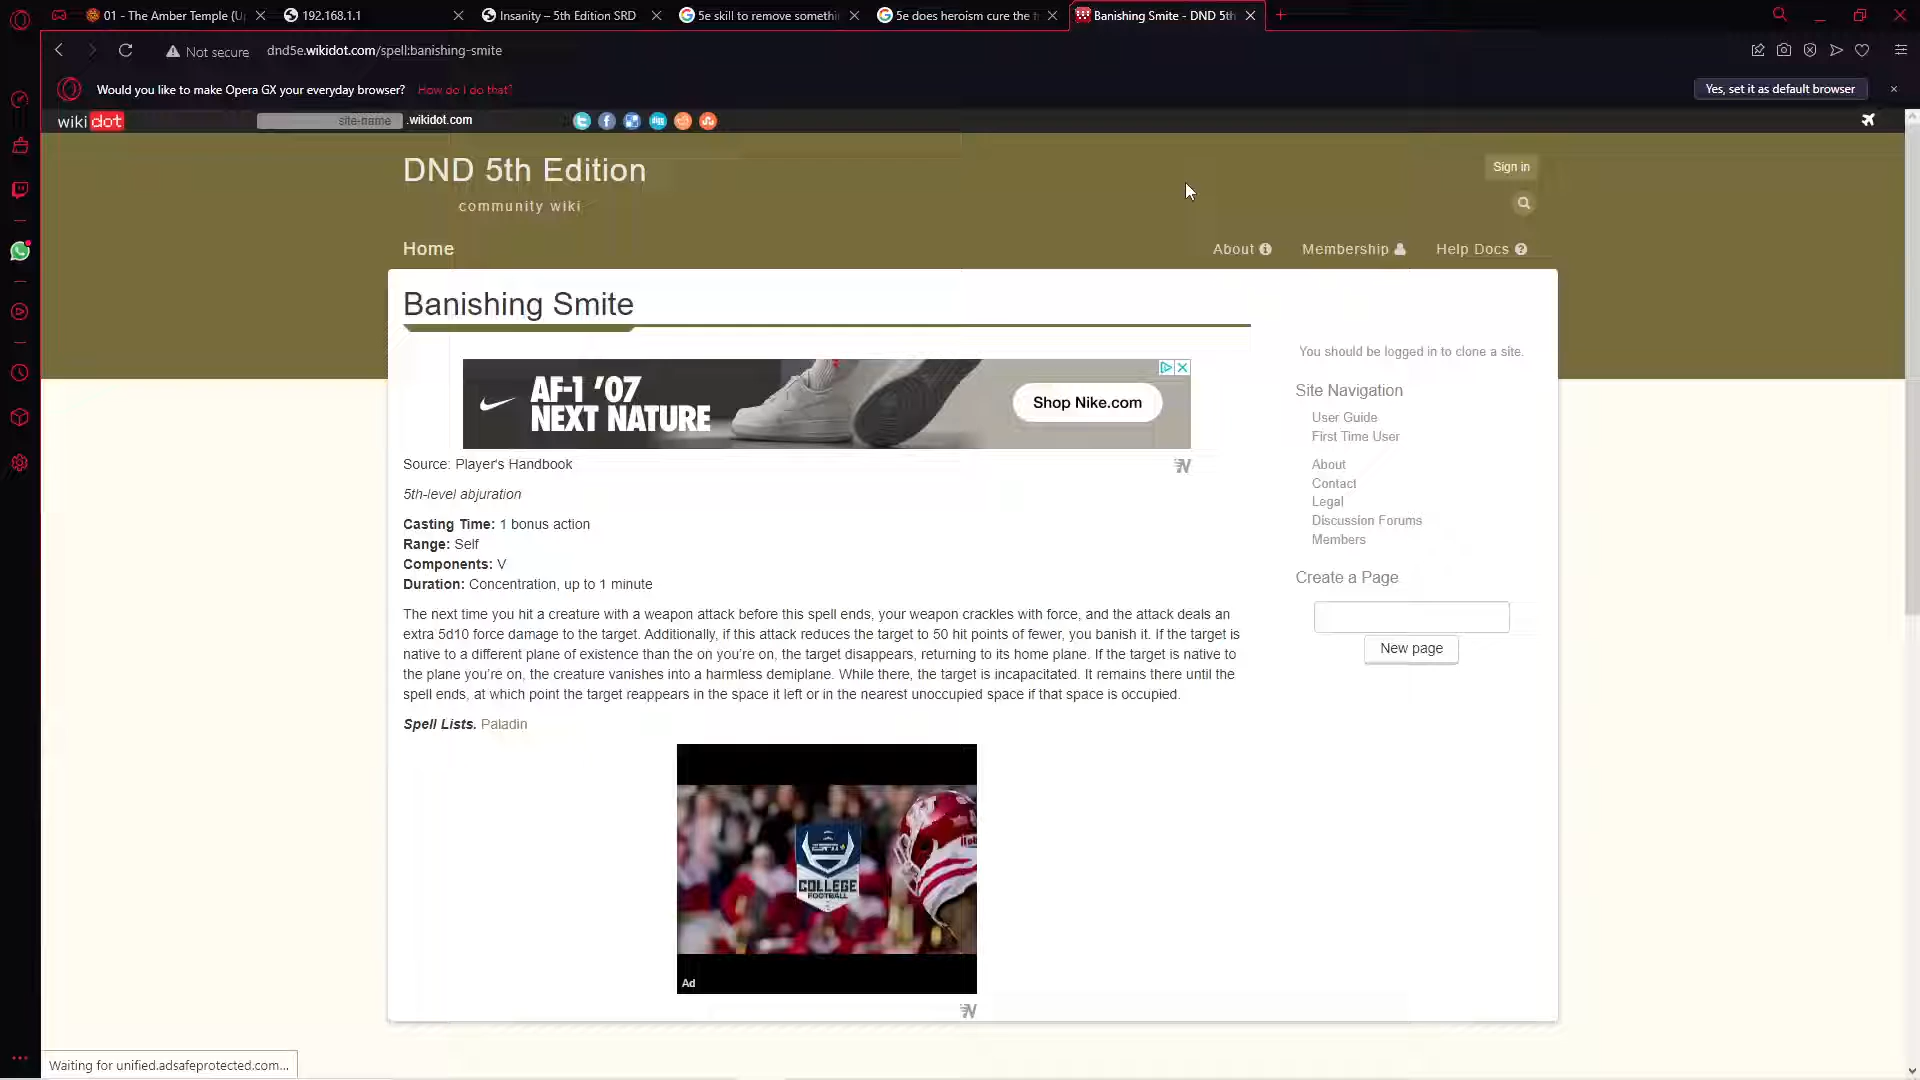 01 - The Amber Temple (U
192.168.1.1
Insanity – 5th Edition SRD
5e skill to remove somethi
5e does heroism cure the
Banishing Smite - DND 5th
Not secure
dnd5e.wikidot.com/spell:banishing-smite
Would you like to make Opera GX your everyday browser? How do I do that?
Yes, set it as default browser
wikidot
site-name .wikidot.com
DND 5th Edition
Sign in
community wiki
Home
About
Membership
Help Docs
Banishing Smite
AF-1 '07
NEXT NATURE
Shop Nike.com
Source: Player's Handbook
5th-level abjuration
Casting Time: 1 bonus action
Range: Self
Components: V
Duration: Concentration, up to 1 minute
The next time you hit a creature with a weapon attack before this spell ends, your weapon crackles with force, and the attack deals an
extra 5d10 force damage to the target. Additionally, if this attack reduces the target to 50 hit points of fewer, you banish it. If the target is
native to a different plane of existence than the on you're on, the target disappears, returning to its home plane. If the target is native to
the plane you're on, the creature vanishes into a harmless demiplane. While there, the target is incapacitated. It remains there until the
spell ends, at which point the target reappears in the space it left or in the nearest unoccupied space if that space is occupied.
Spell Lists. Paladin
ESPN+
COLLEGE
FOOTBALL
Ad
You should be logged in to clone a site.
Site Navigation
User Guide
First Time User
About
Contact
Legal
Discussion Forums
Members
Create a Page
New page
Waiting for unified.adsafeprotected.com...